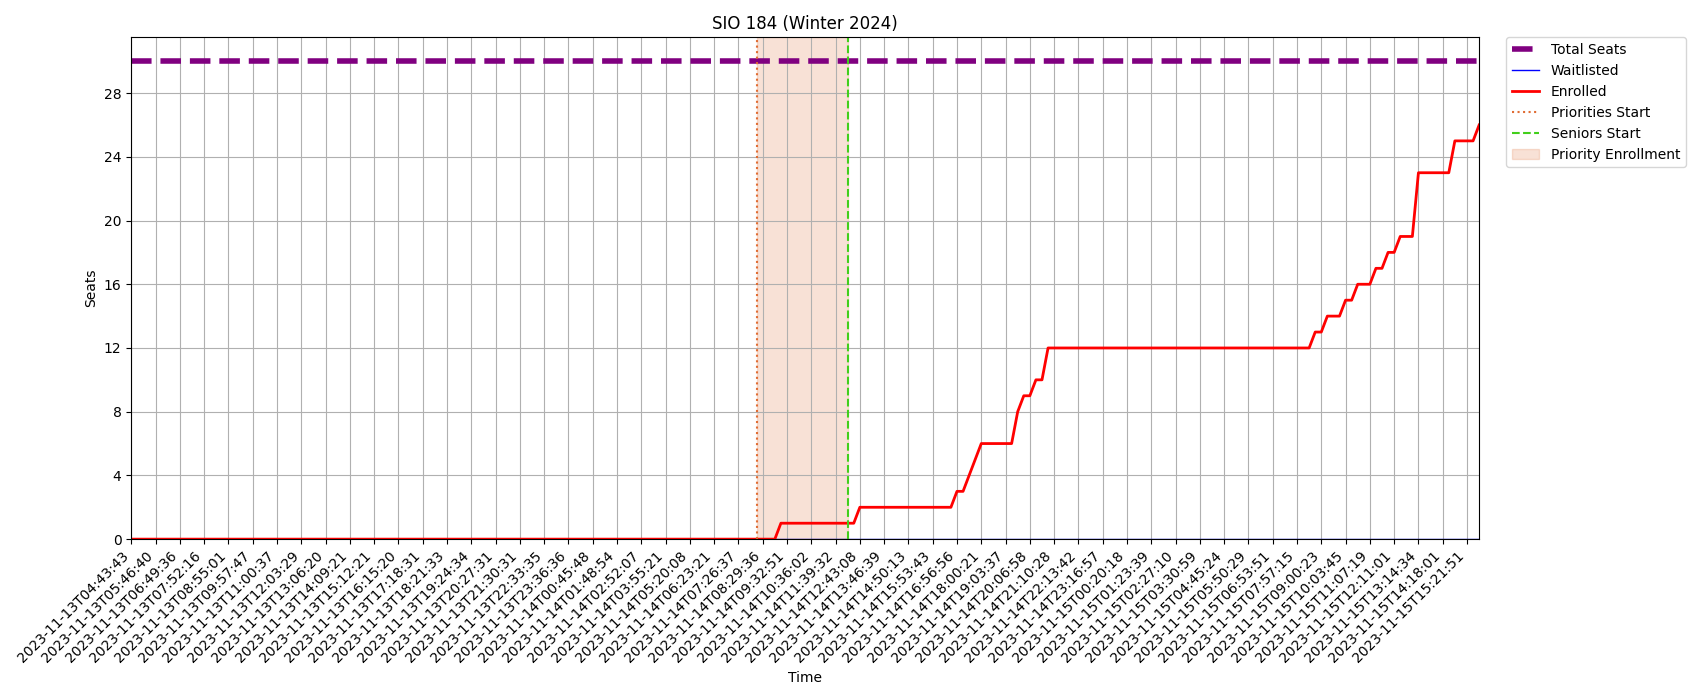 SIO 184 (Winter 2024)
Total Seats
Waitlisted
Enrolled
Priorities Start
Seniors Start
Priority Enrollment
Seats
28
24
20
16
12
8
4
0
2023-11-13T04:43:43
2023-11-13T05:46:40
2023-11-13T06:49:36
2023-11-13T07:52:16
2023-11-13T08:55:01
2023-11-13T09:57:47
2023-11-13T11:00:37
2023-11-13T12:03:29
2023-11-13T13:06:20
2023-11-13T14:09:21
2023-11-13T15:12:21
2023-11-13T16:15:20
2023-11-13T17:18:31
2023-11-13T18:21:33
2023-11-13T19:24:34
2023-11-13T20:27:31
2023-11-13T21:30:31
2023-11-13T22:33:35
2023-11-13T23:36:36
2023-11-14T00:45:48
2023-11-14T01:48:54
2023-11-14T02:52:07
2023-11-14T03:55:21
2023-11-14T05:20:08
2023-11-14T06:23:21
2023-11-14T07:26:37
2023-11-14T08:29:36
2023-11-14T09:32:51
2023-11-14T10:36:02
2023-11-14T11:39:32
2023-11-14T12:43:08
2023-11-14T13:46:39
2023-11-14T14:50:13
2023-11-14T15:53:43
2023-11-14T16:56:56
2023-11-14T18:00:21
2023-11-14T19:03:37
2023-11-14T20:06:58
2023-11-14T21:10:28
2023-11-14T22:13:42
2023-11-14T23:16:57
2023-11-15T00:20:18
2023-11-15T01:23:39
2023-11-15T02:27:10
2023-11-15T03:30:59
2023-11-15T04:45:24
2023-11-15T05:50:29
2023-11-15T06:53:51
2023-11-15T07:57:15
2023-11-15T09:00:23
2023-11-15T10:03:45
2023-11-15T11:07:19
2023-11-15T12:11:01
2023-11-15T13:14:34
2023-11-15T14:18:01
2023-11-15T15:21:51
Time